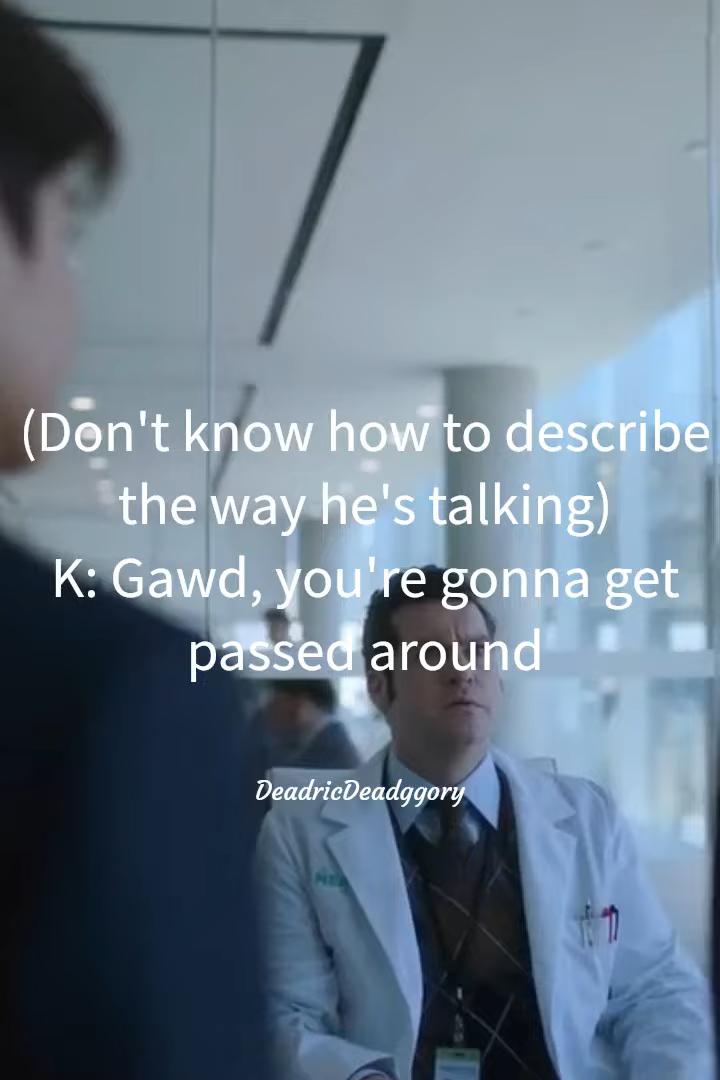 (Don't know how to describe
the way he's talking)
K: Gawd, you're gonna get
passed around
DeadricDeadggory